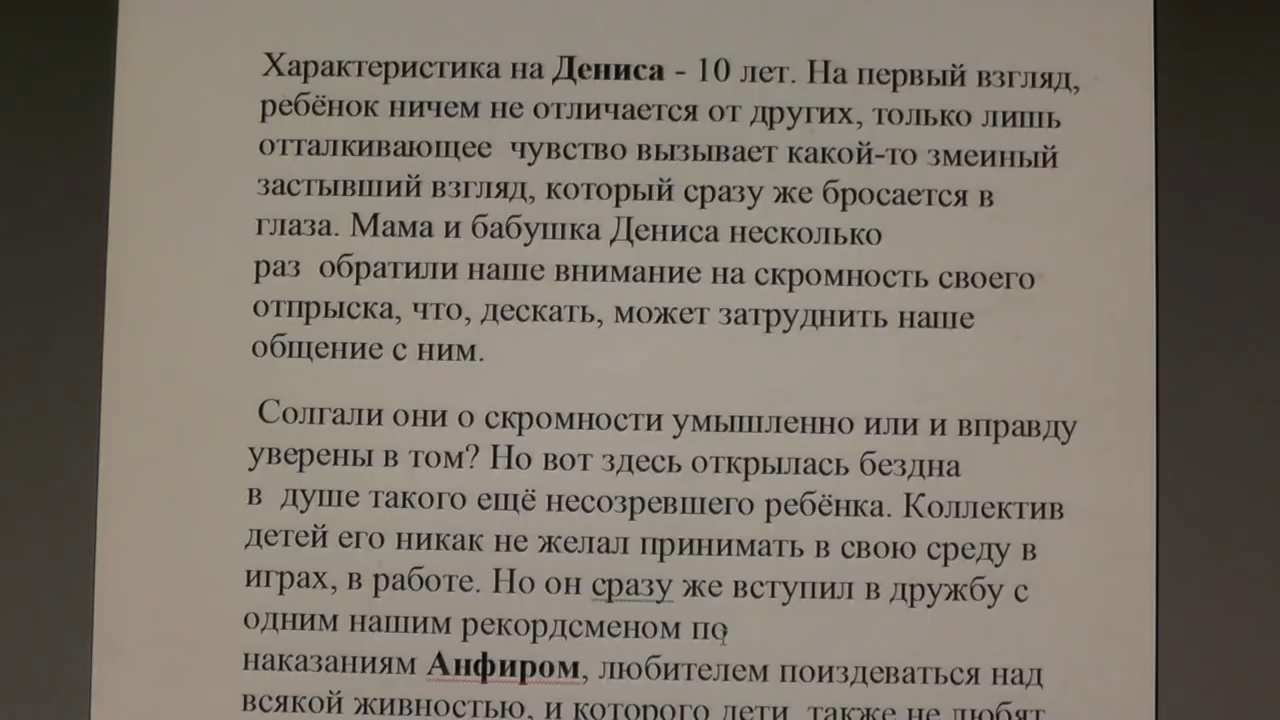 Характеристика на Дениса - 10 лет. На первый взгляд,
ребёнок ничем не отличается от других, только лишь
отталкивающее чувство вызывает какой-то змеиный
застывший взгляд, который сразу же бросается в
глаза. Мама и бабушка Дениса несколько
раз обратили наше внимание на скромность своего
отпрыска, что, дескать, может затруднить наше
общение с ним.
Солгали они о скромности умышленно или и вправду
уверены в том? Но вот здесь открылась бездна
в душе такого ещё несозревшего ребёнка. Коллектив
детей его никак не желал принимать в свою среду в
играх, в работе. Но он сразу же вступил в дружбу с
одним нашим рекордсменом по
наказаниям Анфиром, любителем поиздеваться над
всякой живностью, и которого дети также не любят